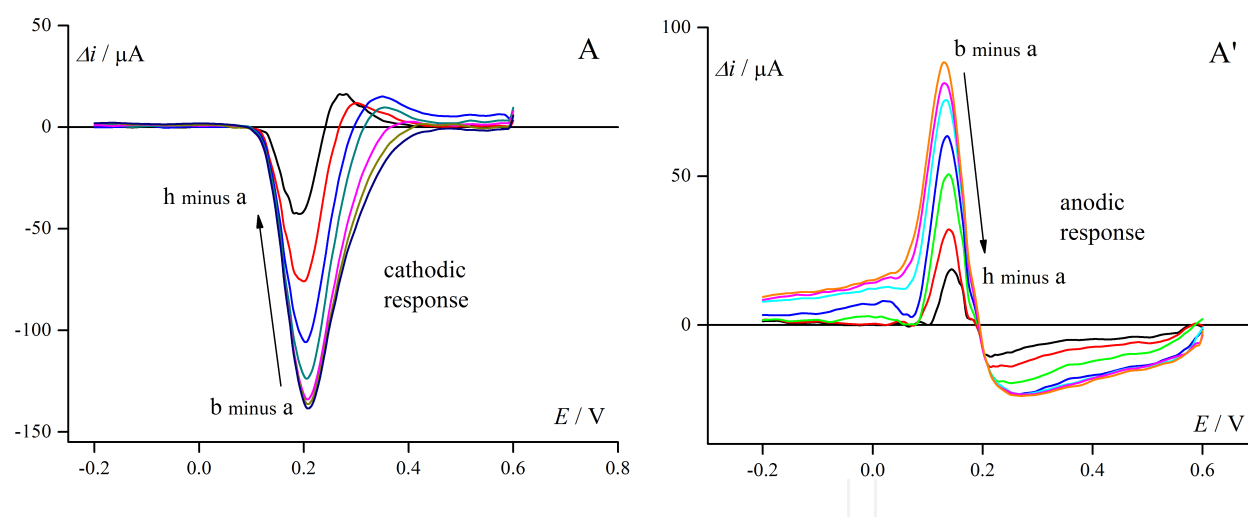 A
Δi / μA
50
0
-50
-100
-150
h minus a
b minus a
cathodic
response
E / V
-0.2 0.0 0.2 0.4 0.6 0.8
A'
Δi / μA
100
50
0
b minus a
h minus a
anodic
response
E / V
-0.2 0.0 0.2 0.4 0.6